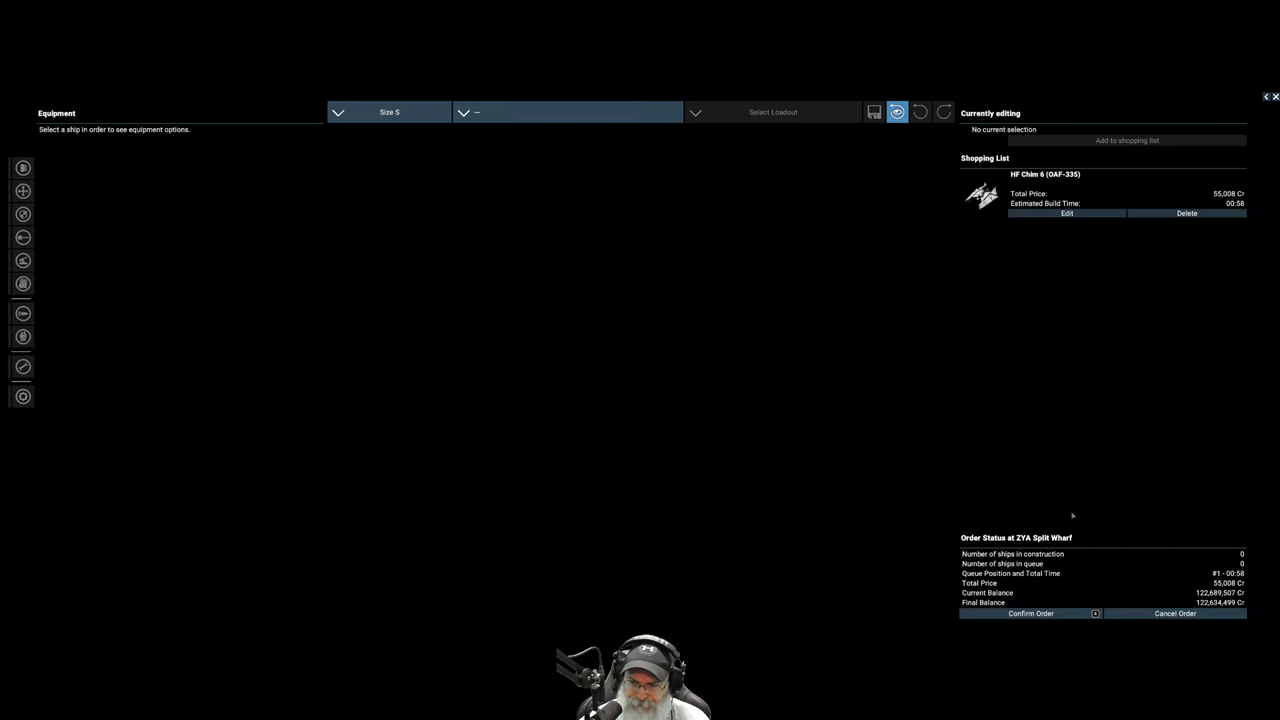 Equipment
Select a ship in order to see equipment options.
Size S
--
Select Loadout
Currently editing
No current selection
Add to shopping list
Shopping List
HF Chim 6 (OAF-335)
Total Price: 55,008 Cr
Estimated Build Time: 00:58
Edit
Delete
Order Status at ZYA Split Wharf
Number of ships in construction 0
Number of ships in queue 0
Queue Position and Total Time #1 - 00:58
Total Price 55,008 Cr
Current Balance 122,689,507 Cr
Final Balance 122,634,499 Cr
Confirm Order
Cancel Order